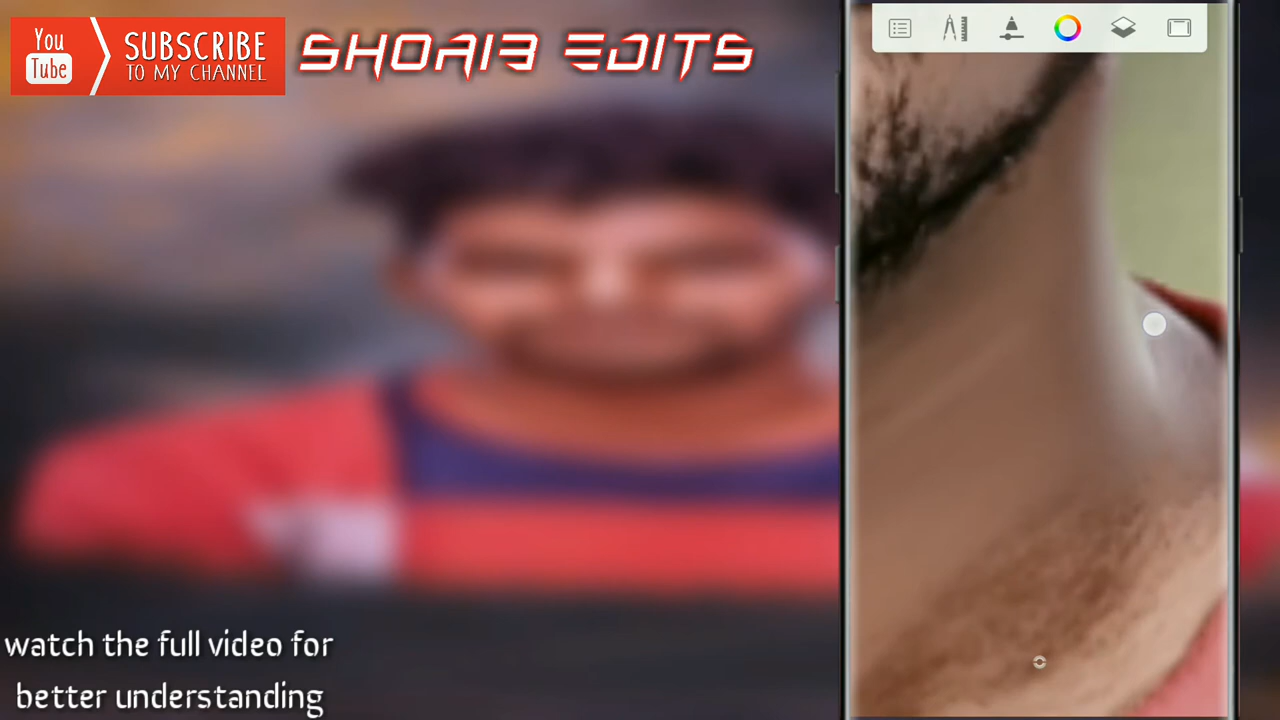 You
Tube
SUBSCRIBE
TO MY CHANNEL
SHOAIB EDITS
watch the full video for
better understanding